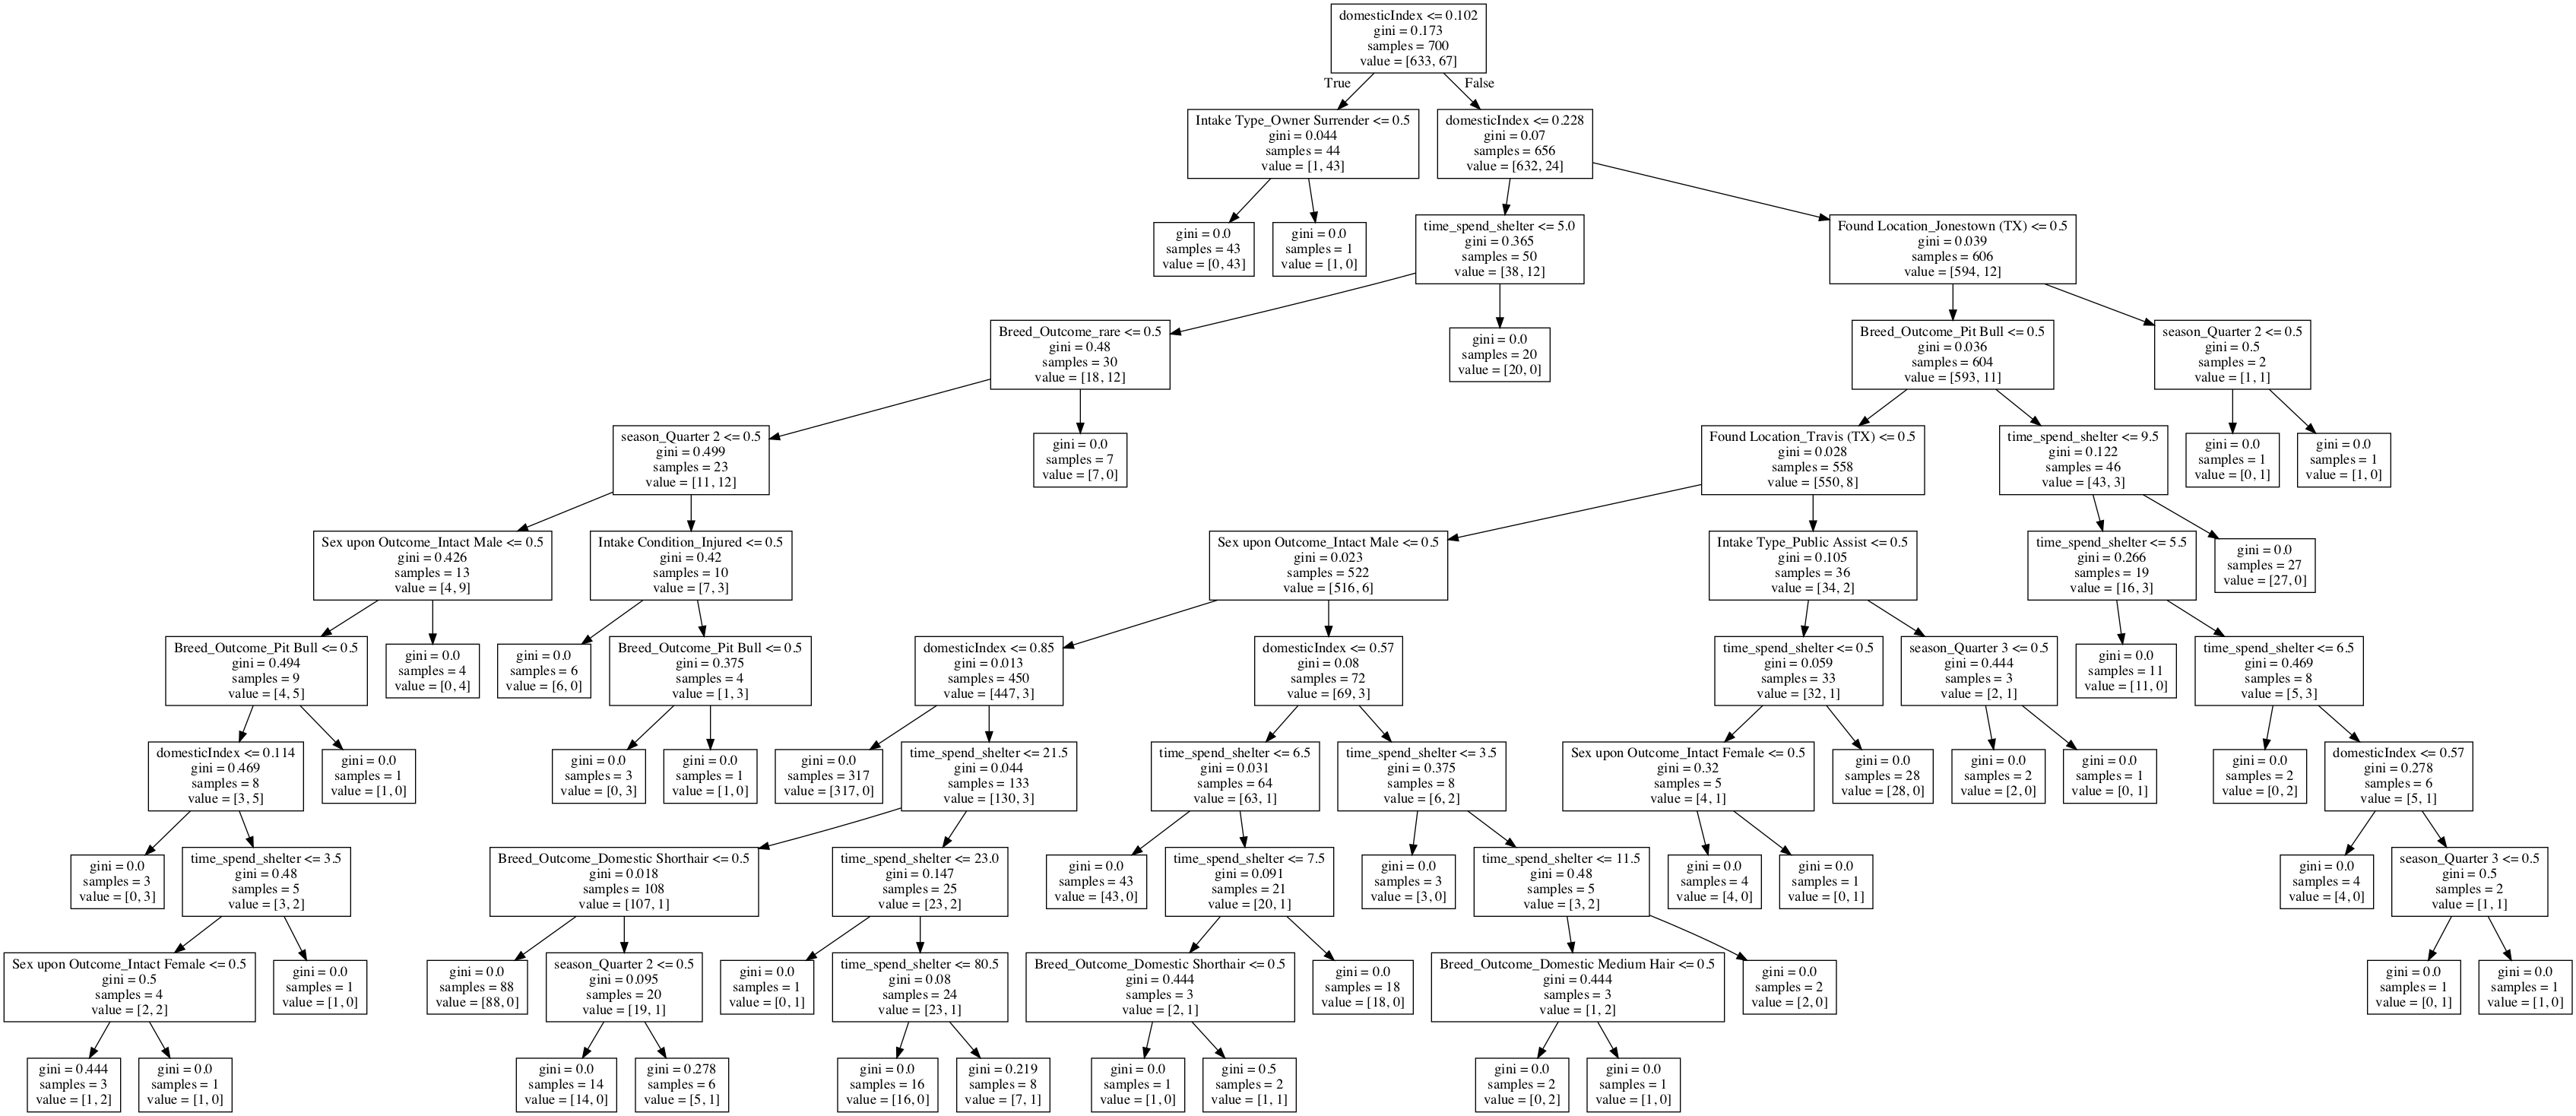 domesticIndex <= 0.102
gini = 0.173
samples = 700
value = [633, 67]
True
False
Intake Type_Owner Surrender <= 0.5
gini = 0.044
samples = 44
value = [1, 43]
domesticIndex <= 0.228
gini = 0.07
samples = 656
value = [632, 24]
gini = 0.0
samples = 43
value = [0, 43]
gini = 0.0
samples = 1
value = [1, 0]
time_spend_shelter <= 5.0
gini = 0.365
samples = 50
value = [38, 12]
Found Location_Jonestown (TX) <= 0.5
gini = 0.039
samples = 606
value = [594, 12]
Breed_Outcome_rare <= 0.5
gini = 0.48
samples = 30
value = [18, 12]
gini = 0.0
samples = 20
value = [20, 0]
Breed_Outcome_Pit Bull <= 0.5
gini = 0.036
samples = 604
value = [593, 11]
season_Quarter 2 <= 0.5
gini = 0.5
samples = 2
value = [1, 1]
season_Quarter 2 <= 0.5
gini = 0.499
samples = 23
value = [11, 12]
gini = 0.0
samples = 7
value = [7, 0]
Found Location_Travis (TX) <= 0.5
gini = 0.028
samples = 558
value = [550, 8]
time_spend_shelter <= 9.5
gini = 0.122
samples = 46
value = [43, 3]
gini = 0.0
samples = 1
value = [0, 1]
gini = 0.0
samples = 1
value = [1, 0]
Sex upon Outcome_Intact Male <= 0.5
gini = 0.426
samples = 13
value = [4, 9]
Intake Condition_Injured <= 0.5
gini = 0.42
samples = 10
value = [7, 3]
Sex upon Outcome_Intact Male <= 0.5
gini = 0.023
samples = 522
value = [516, 6]
Intake Type_Public Assist <= 0.5
gini = 0.105
samples = 36
value = [34, 2]
time_spend_shelter <= 5.5
gini = 0.266
samples = 19
value = [16, 3]
gini = 0.0
samples = 27
value = [27, 0]
Breed_Outcome_Pit Bull <= 0.5
gini = 0.494
samples = 9
value = [4, 5]
gini = 0.0
samples = 4
value = [0, 4]
gini = 0.0
samples = 6
value = [6, 0]
Breed_Outcome_Pit Bull <= 0.5
gini = 0.375
samples = 4
value = [1, 3]
domesticIndex <= 0.85
gini = 0.013
samples = 450
value = [447, 3]
domesticIndex <= 0.57
gini = 0.08
samples = 72
value = [69, 3]
time_spend_shelter <= 0.5
gini = 0.059
samples = 33
value = [32, 1]
season_Quarter 3 <= 0.5
gini = 0.444
samples = 3
value = [2, 1]
gini = 0.0
samples = 11
value = [11, 0]
time_spend_shelter <= 6.5
gini = 0.469
samples = 8
value = [5, 3]
domesticIndex <= 0.114
gini = 0.469
samples = 8
value = [3, 5]
gini = 0.0
samples = 1
value = [1, 0]
gini = 0.0
samples = 3
value = [0, 3]
gini = 0.0
samples = 1
value = [1, 0]
gini = 0.0
samples = 317
value = [317, 0]
time_spend_shelter <= 21.5
gini = 0.044
samples = 133
value = [130, 3]
time_spend_shelter <= 6.5
gini = 0.031
samples = 64
value = [63, 1]
time_spend_shelter <= 3.5
gini = 0.375
samples = 8
value = [6, 2]
Sex upon Outcome_Intact Female <= 0.5
gini = 0.32
samples = 5
value = [4, 1]
gini = 0.0
samples = 28
value = [28, 0]
gini = 0.0
samples = 2
value = [2, 0]
gini = 0.0
samples = 1
value = [0, 1]
gini = 0.0
samples = 2
value = [0, 2]
domesticIndex <= 0.57
gini = 0.278
samples = 6
value = [5, 1]
gini = 0.0
samples = 3
value = [0, 3]
time_spend_shelter <= 3.5
gini = 0.48
samples = 5
value = [3, 2]
Breed_Outcome_Domestic Shorthair <= 0.5
gini = 0.018
samples = 108
value = [107, 1]
time_spend_shelter <= 23.0
gini = 0.147
samples = 25
value = [23, 2]
gini = 0.0
samples = 43
value = [43, 0]
time_spend_shelter <= 7.5
gini = 0.091
samples = 21
value = [20, 1]
gini = 0.0
samples = 3
value = [3, 0]
time_spend_shelter <= 11.5
gini = 0.48
samples = 5
value = [3, 2]
gini = 0.0
samples = 4
value = [4, 0]
gini = 0.0
samples = 1
value = [0, 1]
gini = 0.0
samples = 4
value = [4, 0]
season_Quarter 3 <= 0.5
gini = 0.5
samples = 2
value = [1, 1]
Sex upon Outcome_Intact Female <= 0.5
gini = 0.5
samples = 4
value = [2, 2]
gini = 0.0
samples = 1
value = [1, 0]
gini = 0.0
samples = 88
value = [88, 0]
season_Quarter 2 <= 0.5
gini = 0.095
samples = 20
value = [19, 1]
gini = 0.0
samples = 1
value = [0, 1]
time_spend_shelter <= 80.5
gini = 0.08
samples = 24
value = [23, 1]
Breed_Outcome_Domestic Shorthair <= 0.5
gini = 0.444
samples = 3
value = [2, 1]
gini = 0.0
samples = 18
value = [18, 0]
Breed_Outcome_Domestic Medium Hair <= 0.5
gini = 0.444
samples = 3
value = [1, 2]
gini = 0.0
samples = 2
value = [2, 0]
gini = 0.0
samples = 1
value = [0, 1]
gini = 0.0
samples = 1
value = [1, 0]
gini = 0.444
samples = 3
value = [1, 2]
gini = 0.0
samples = 1
value = [1, 0]
gini = 0.0
samples = 14
value = [14, 0]
gini = 0.278
samples = 6
value = [5, 1]
gini = 0.0
samples = 16
value = [16, 0]
gini = 0.219
samples = 8
value = [7, 1]
gini = 0.0
samples = 1
value = [1, 0]
gini = 0.5
samples = 2
value = [1, 1]
gini = 0.0
samples = 2
value = [0, 2]
gini = 0.0
samples = 1
value = [1, 0]